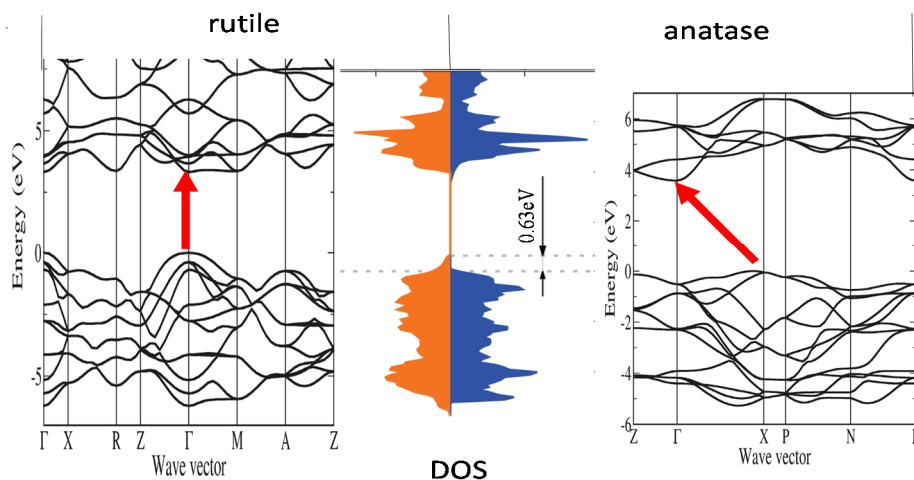 rutile
anatase
Energy (eV)
5
0
-5
Γ X R Z Γ M A Z
Wave vector
0.63eV
DOS
Energy (eV)
6
4
2
0
-2
-4
-6
Z Γ X P N
Wave vector